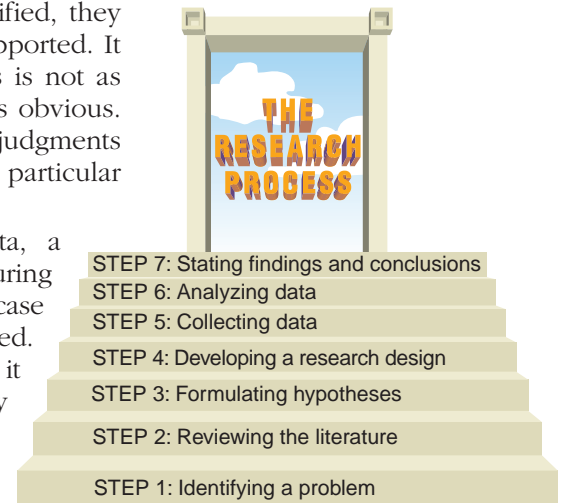 ified, they
pported. It
s is not as
s obvious.
judgments
particular
ta, a
uring
case
ed.
it
y
THE
RESEARCH
PROCESS
STEP 7: Stating findings and conclusions
STEP 6: Analyzing data
STEP 5: Collecting data
STEP 4: Developing a research design
STEP 3: Formulating hypotheses
STEP 2: Reviewing the literature
STEP 1: Identifying a problem